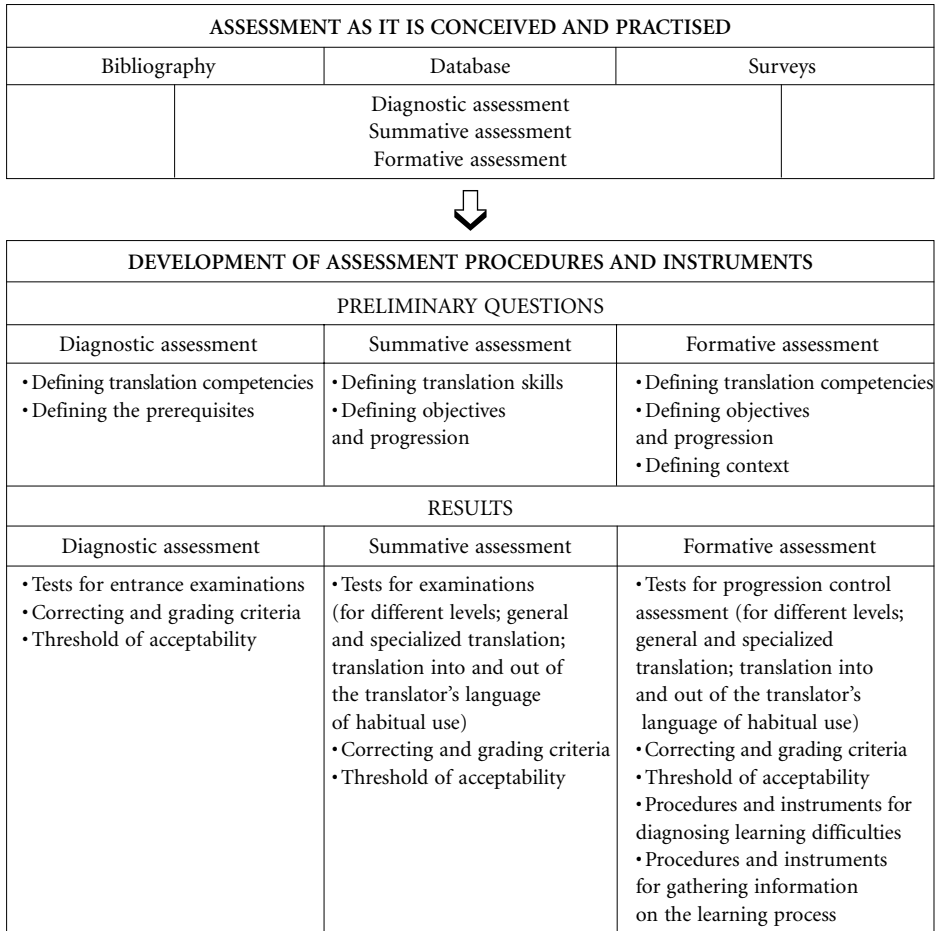 ASSESSMENT AS IT IS CONCEIVED AND PRACTISED
Bibliography
Database
Surveys
Diagnostic assessment
Summative assessment
Formative assessment
DEVELOPMENT OF ASSESSMENT PROCEDURES AND INSTRUMENTS
PRELIMINARY QUESTIONS
Diagnostic assessment
• Defining translation competencies
• Defining the prerequisites
Summative assessment
• Defining translation skills
• Defining objectives
and progression
Formative assessment
• Defining translation competencies
• Defining objectives
and progression
• Defining context
RESULTS
Diagnostic assessment
• Tests for entrance examinations
• Correcting and grading criteria
• Threshold of acceptability
Summative assessment
• Tests for examinations
(for different levels; general
and specialized translation;
translation into and out of
the translator's language
of habitual use)
• Correcting and grading criteria
• Threshold of acceptability
Formative assessment
• Tests for progression control
assessment (for different levels;
general and specialized
translation; translation into
and out of the translator's
language of habitual use)
• Correcting and grading criteria
• Threshold of acceptability
• Procedures and instruments for
diagnosing learning difficulties
• Procedures and instruments
for gathering information
on the learning process